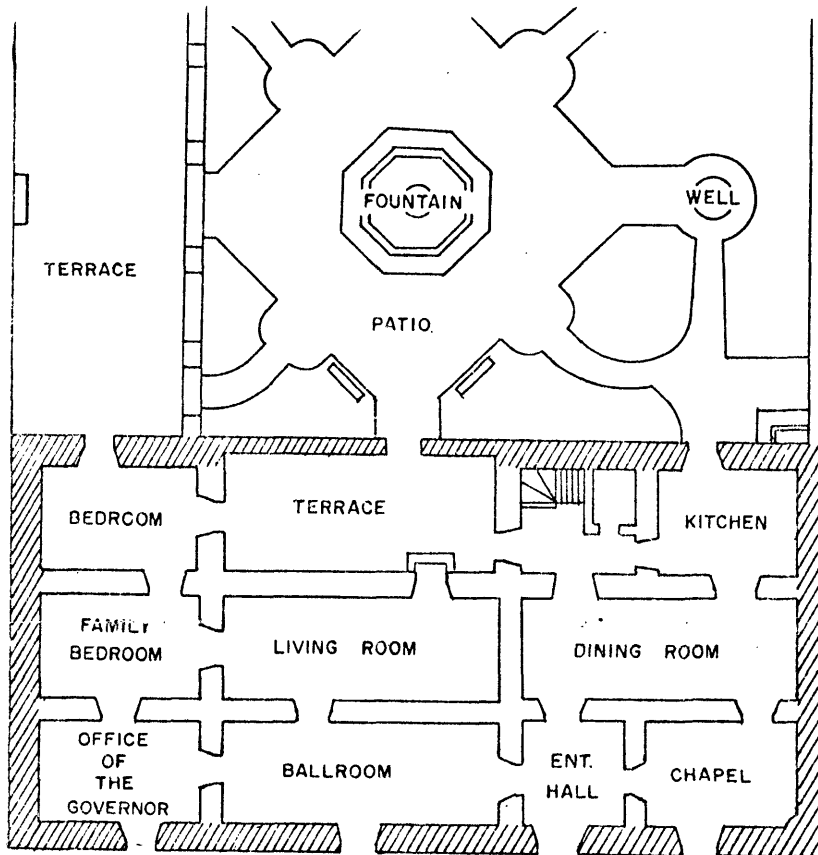 FOUNTAIN
WELL
TERRACE
PATIO
BEDROOM
TERRACE
KITCHEN
FAMILY
BEDROOM
LIVING ROOM
DINING ROOM
OFFICE
OF
THE
GOVERNOR
BALLROOM
ENT.
HALL
CHAPEL